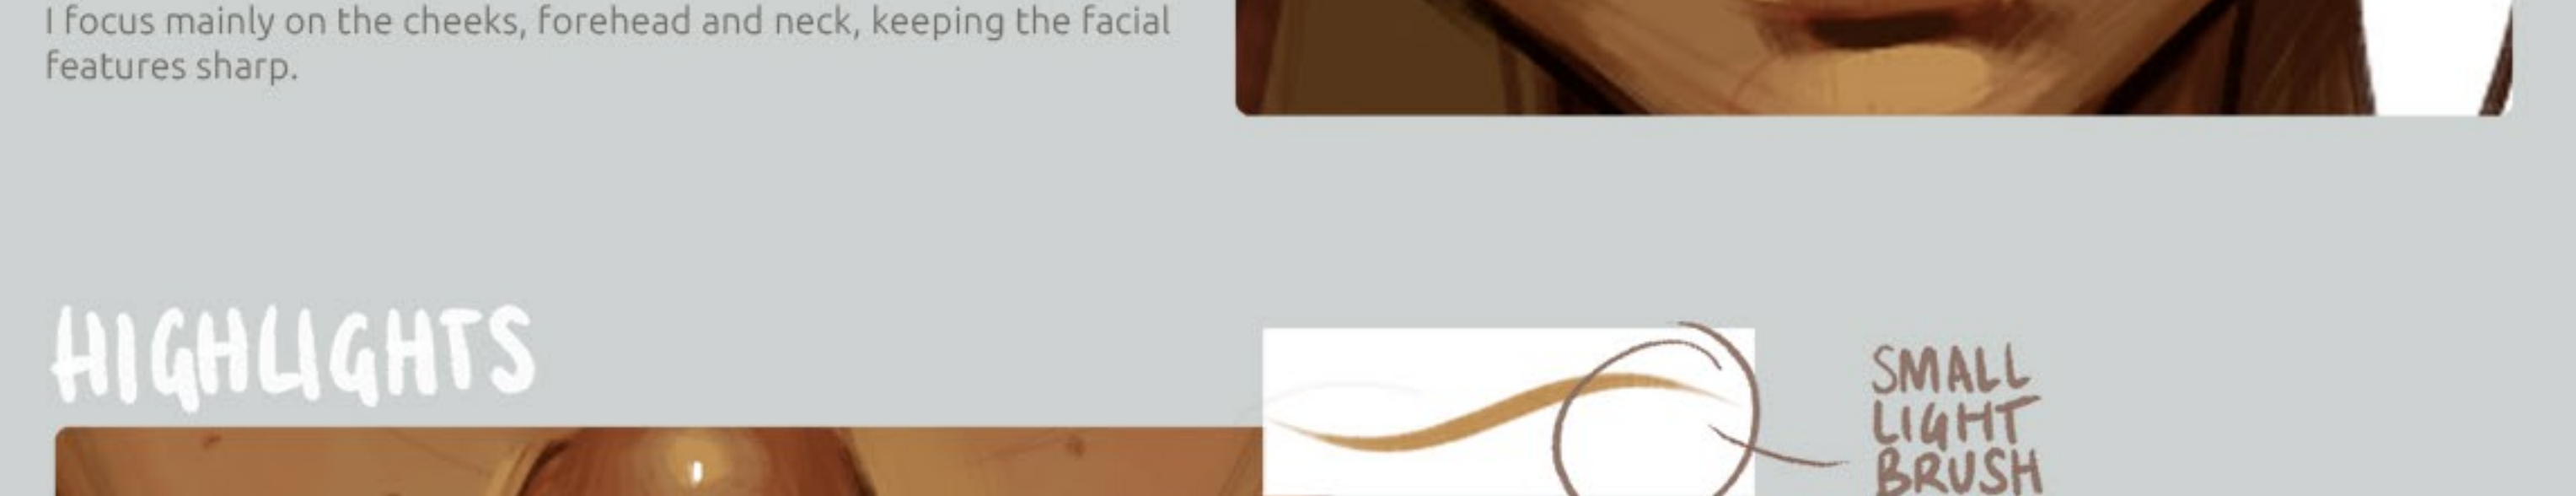 I focus mainly on the cheeks, forehead and neck, keeping the facial
features sharp.
HIGHLIGHTS
SMALL
LIGHT
BRUSH